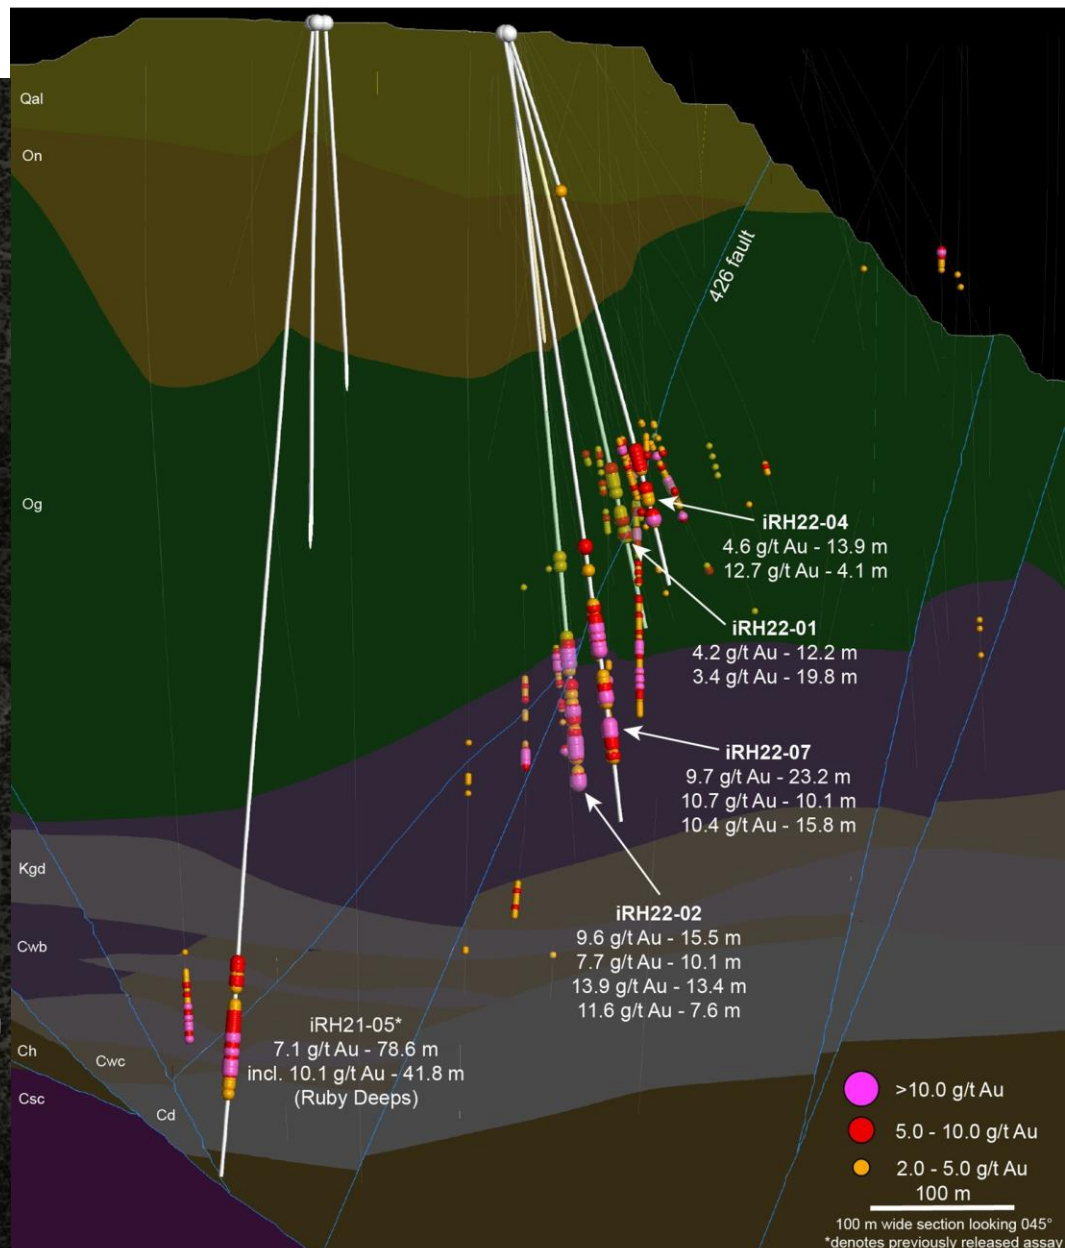 Qal
On
426 fault
Og
iRH22-04
4.6 g/t Au - 13.9 m
12.7 g/t Au - 4.1 m
iRH22-01
4.2 g/t Au - 12.2 m
3.4 g/t Au - 19.8 m
iRH22-07
9.7 g/t Au - 23.2 m
10.7 g/t Au - 10.1 m
10.4 g/t Au - 15.8 m
Kgd
iRH22-02
9.6 g/t Au - 15.5 m
7.7 g/t Au - 10.1 m
13.9 g/t Au - 13.4 m
11.6 g/t Au - 7.6 m
Cwb
iRH21-05*
7.1 g/t Au - 78.6 m
incl. 10.1 g/t Au - 41.8 m
(Ruby Deeps)
Ch
Cwc
Csc
Cd
>10.0 g/t Au
5.0 - 10.0 g/t Au
2.0 - 5.0 g/t Au
100 m
100 m wide section looking 045°
*denotes previously released assay